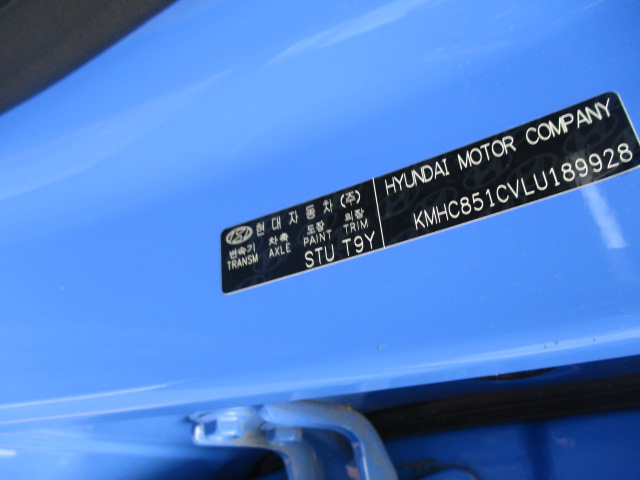 현대자동차(주)
변속기 차축 도장 외장
TRANSM AXLE PAINT TRIM
STU T9Y
HYUNDAI MOTOR COMPANY
KMHC851CVLU189928